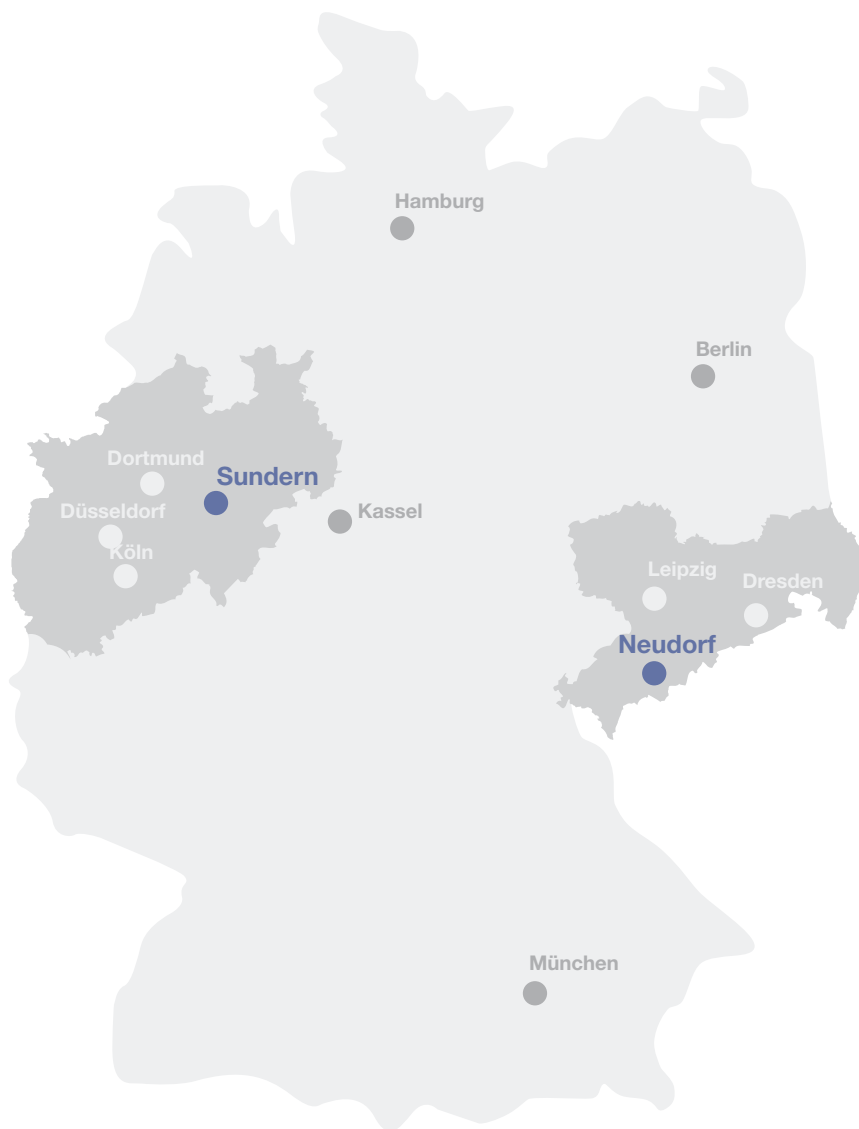 Hamburg
Berlin
Dortmund
Sundern
Düsseldorf
Kassel
Köln
Leipzig
Dresden
Neudorf
München